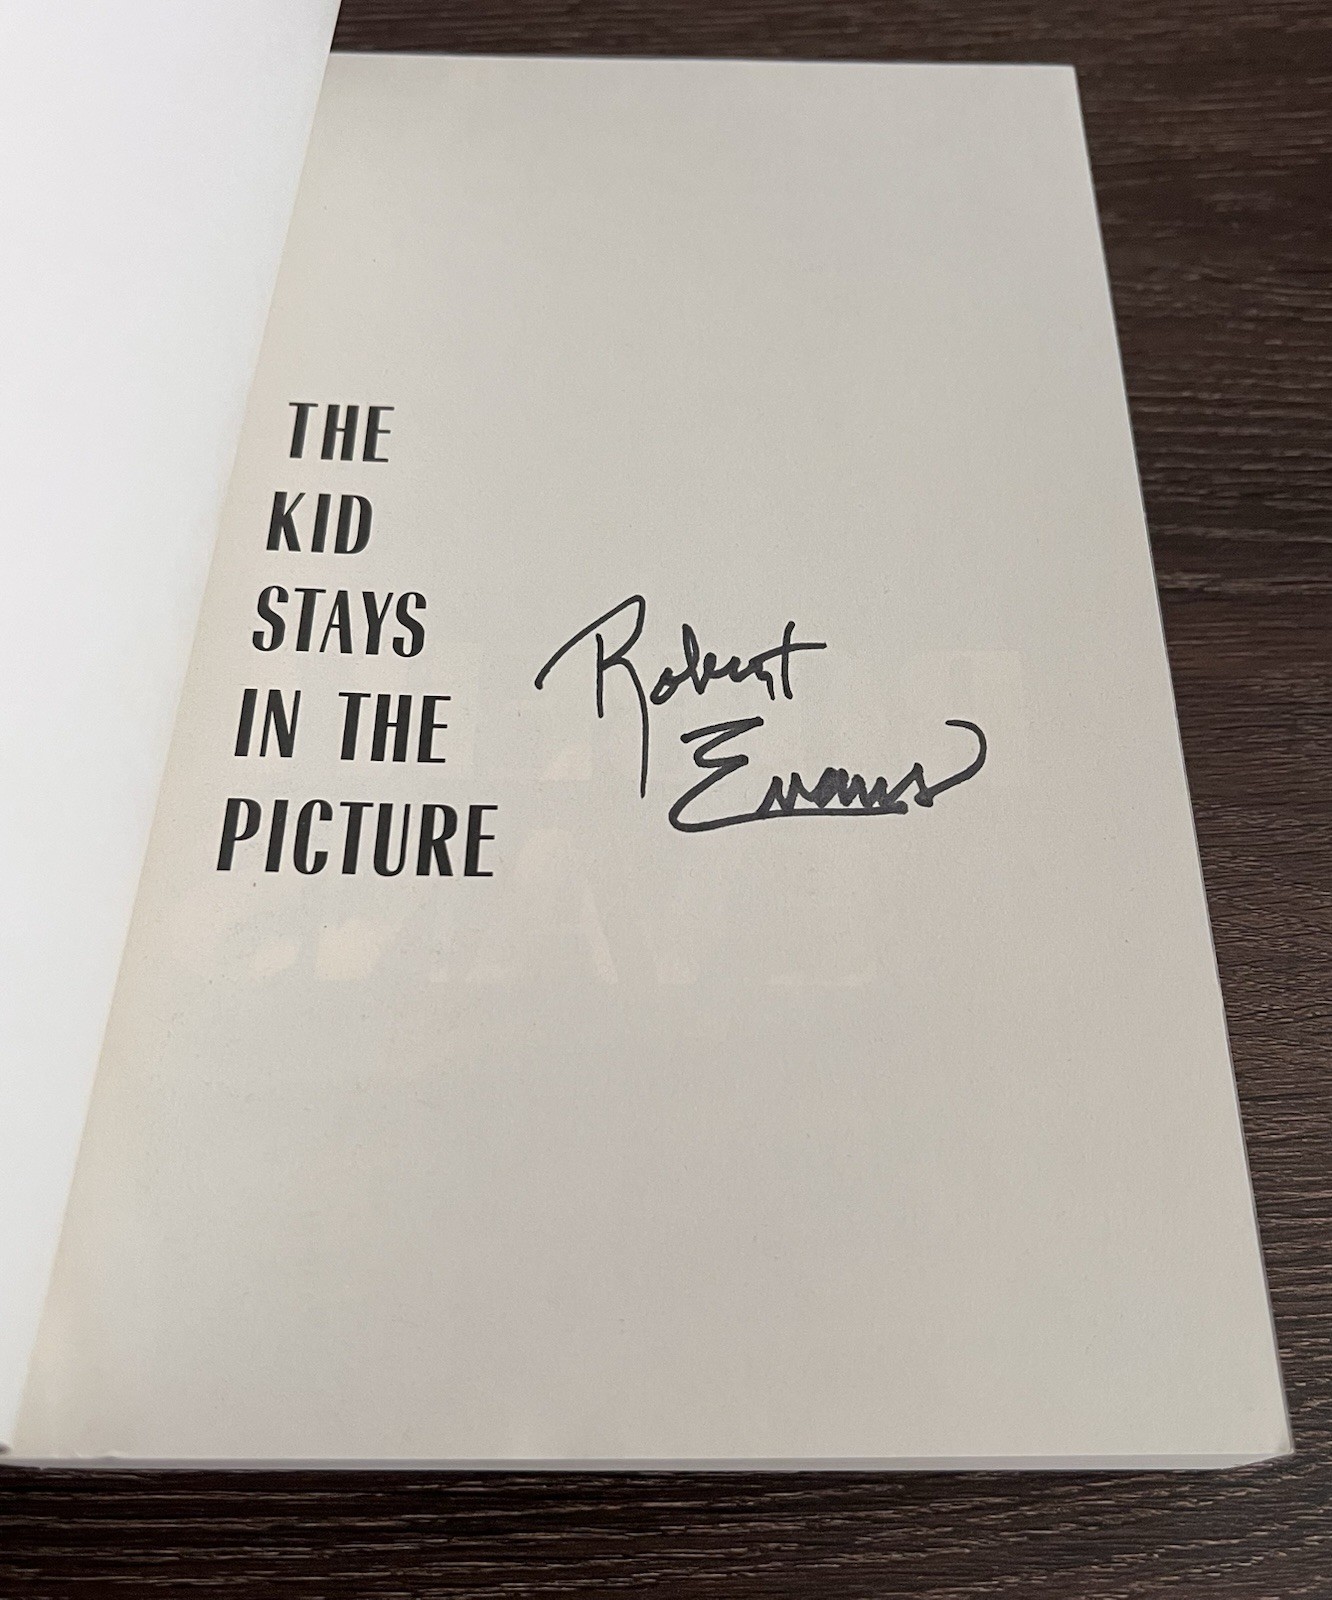 THE
KID
STAYS
IN THE
PICTURE
Robert
Evans